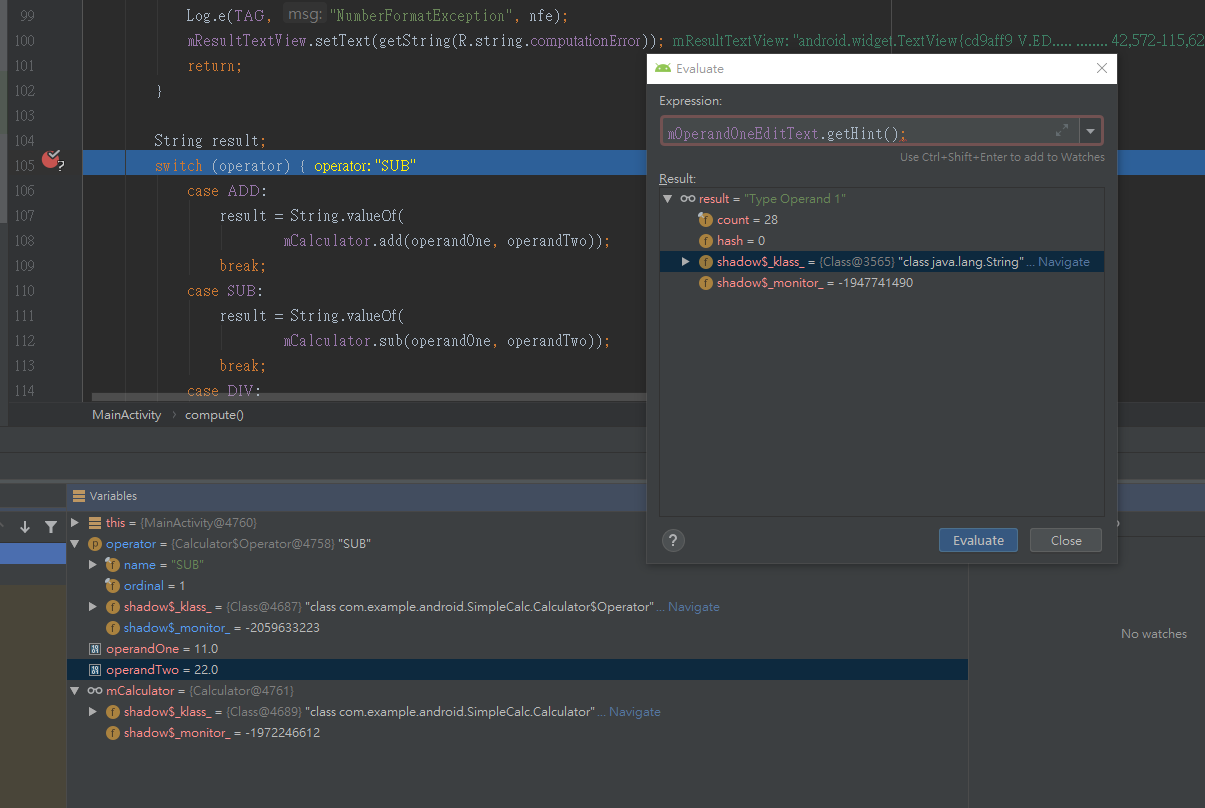 99 Log.e(TAG, msg: "NumberFormatException", nfe);
100 mResultTextView.setText(getString(R.string.computationError)); mResultTextView: "android.widget.TextView{cd9aff9 V.ED..... ........ 42,572-115,62
101 return;
102 }
103
104 String result;
105 switch (operator) { operator: "SUB"
106 case ADD:
107 result = String.valueOf(
108 mCalculator.add(operandOne, operandTwo));
109 break;
110 case SUB:
111 result = String.valueOf(
112 mCalculator.sub(operandOne, operandTwo));
113 break;
114 case DIV:
MainActivity › compute()
Evaluate
Expression:
mOperandOneEditText.getHint();
Use Ctrl+Shift+Enter to add to Watches
Result:
result = "Type Operand 1"
count = 28
hash = 0
shadow$_klass_ = {Class@3565} "class java.lang.String" ... Navigate
shadow$_monitor_ = -1947741490
? Evaluate Close
Variables
this = {MainActivity@4760}
operator = {Calculator$Operator@4758} "SUB"
name = "SUB"
ordinal = 1
shadow$_klass_ = {Class@4687} "class com.example.android.SimpleCalc.Calculator$Operator" ... Navigate
shadow$_monitor_ = -2059633223
operandOne = 11.0
operandTwo = 22.0
mCalculator = {Calculator@4761}
shadow$_klass_ = {Class@4689} "class com.example.android.SimpleCalc.Calculator" ... Navigate
shadow$_monitor_ = -1972246612
No watches